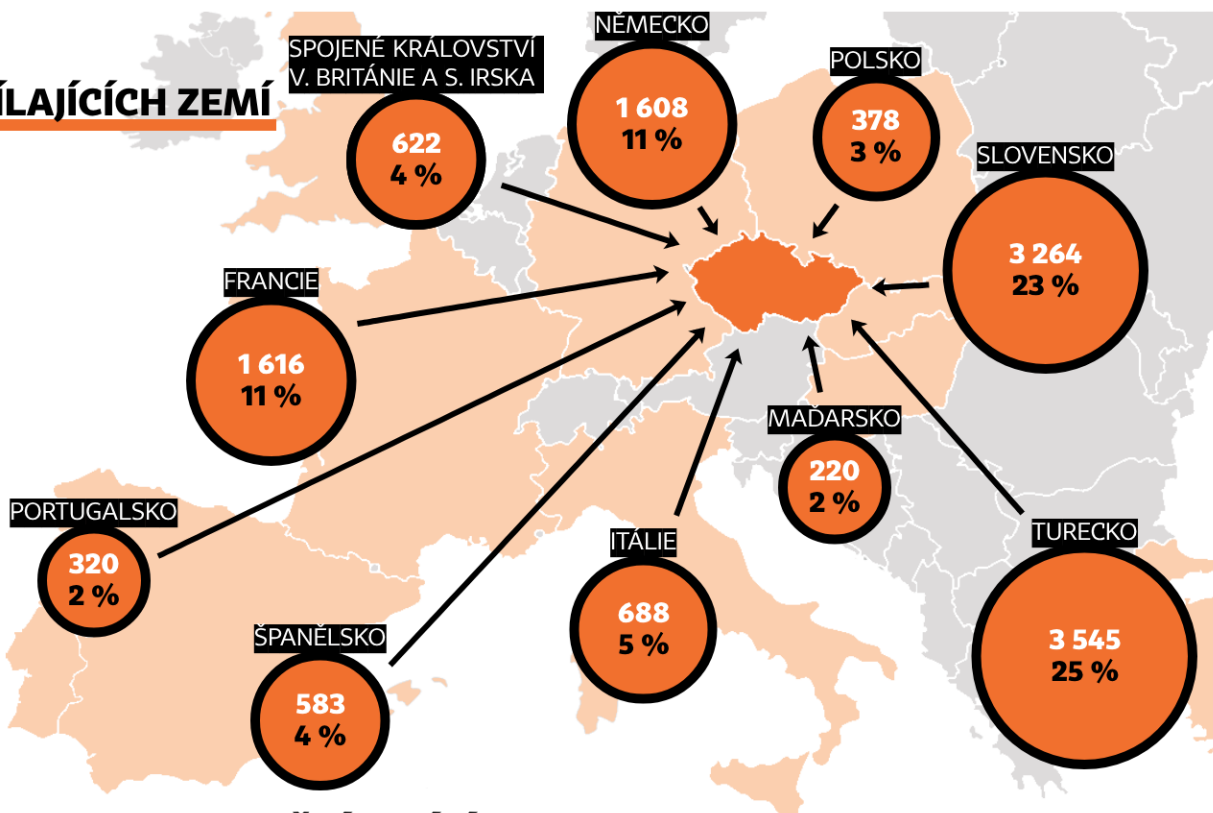 NĚMECKO
1 608
11 %
SPOJENÉ KRÁLOVSTVÍ
V. BRITÁNIE A S. IRSKA
622
4 %
POLSKO
378
3 %
ZEMÍ
SLOVENSKO
3 264
23 %
FRANCIE
1 616
11 %
MAĎARSKO
220
2 %
PORTUGALSKO
320
2 %
ITÁLIE
688
5 %
TURECKO
3 545
25 %
ŠPANĚLSKO
583
4 %